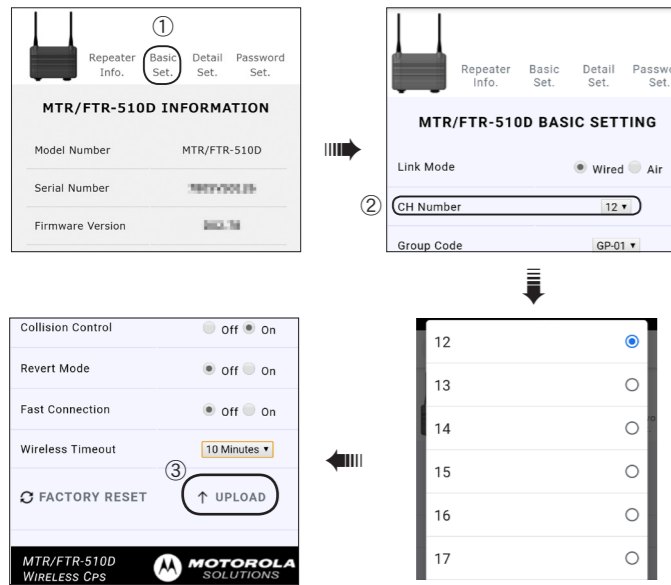 ①
Repeater Info.
Basic Set.
Detail Set.
Password Set.
MTR/FTR-510D INFORMATION
Model Number MTR/FTR-510D
Serial Number
Firmware Version
Repeater Info.
Basic Set.
Detail Set.
MTR/FTR-510D BASIC SETTING
Link Mode Wired Air
② CH Number 12 ▾
Group Code GP-01 ▾
12
13
14
15
16
17
Collision Control Off On
Revert Mode Off On
Fast Connection Off On
Wireless Timeout 10 Minutes ▾
③
FACTORY RESET ↑ UPLOAD
MTR/FTR-510D
WIRELESS CPS
MOTOROLA
SOLUTIONS